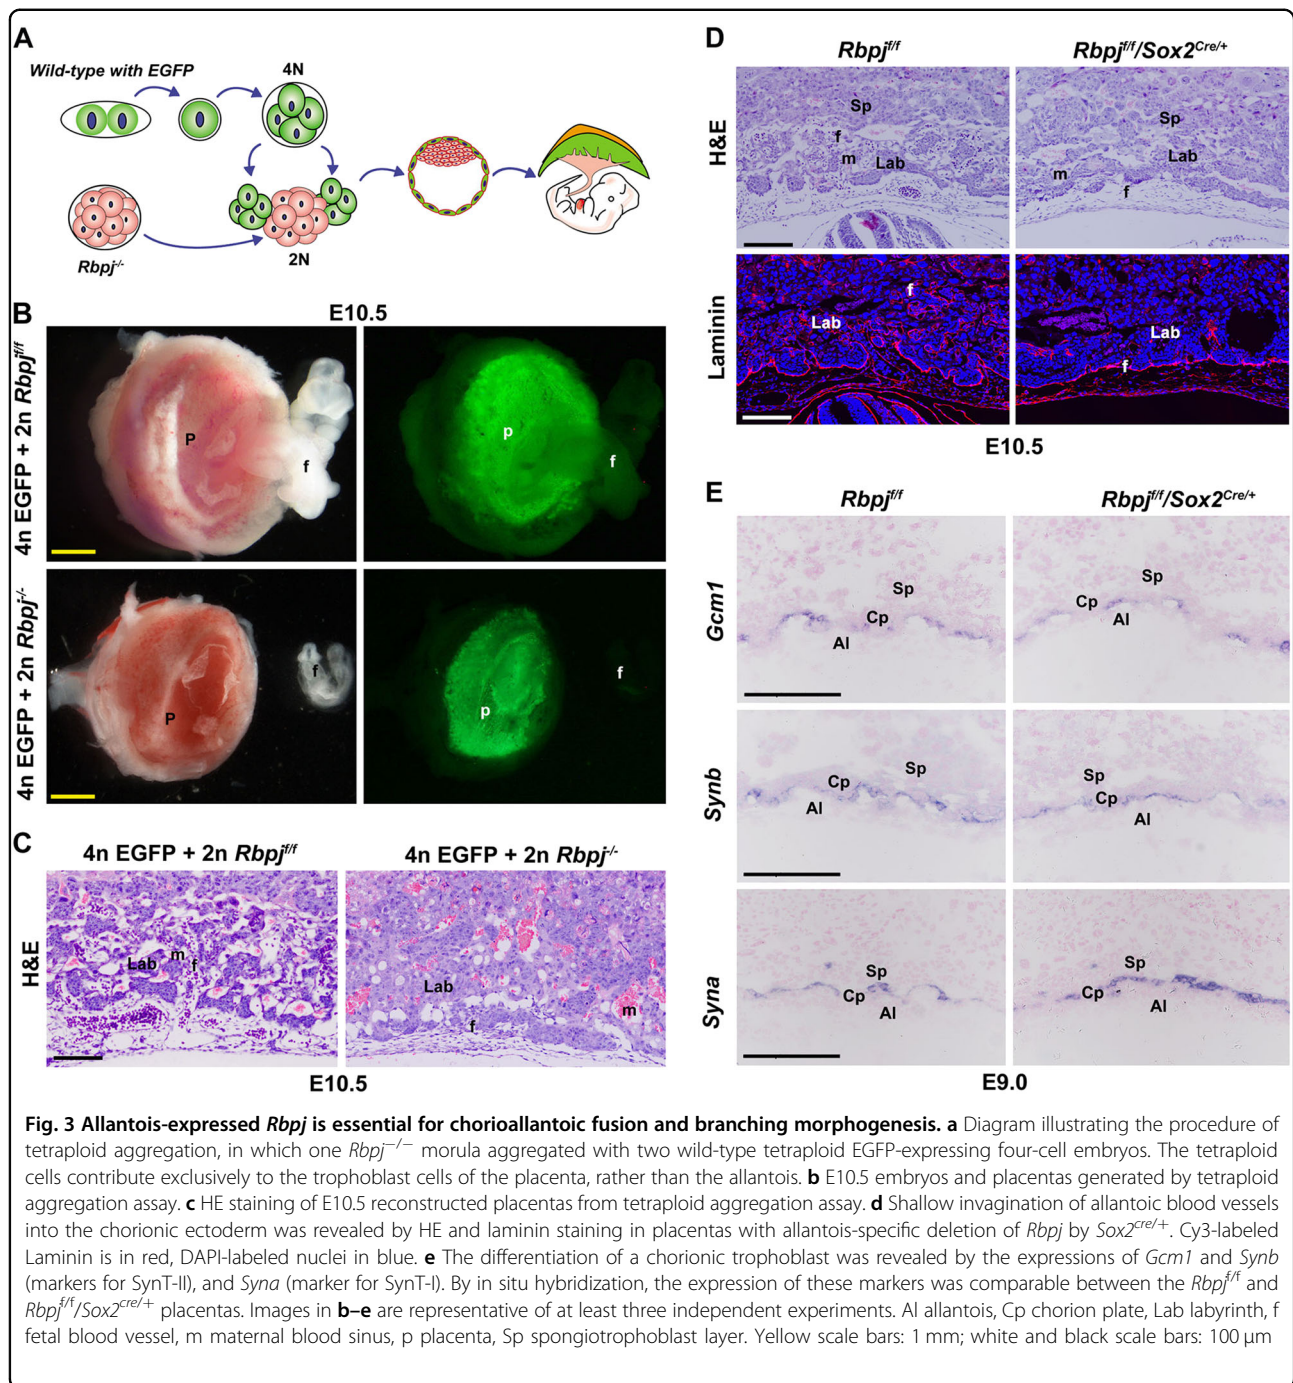 A
Wild-type with EGFP
4N
Rbpj-/-
2N
B
E10.5
4n EGFP + 2n Rbpjf/f
P
f
p
f
4n EGFP + 2n Rbpj-/-
P
f
p
f
C
4n EGFP + 2n Rbpjf/f
4n EGFP + 2n Rbpj-/-
H&E
Lab
m
f
Lab
f
m
E10.5
D
Rbpjf/f
Rbpjf/f/Sox2Cre/+
H&E
Sp
f
m
Lab
Sp
Lab
m
f
Laminin
f
Lab
Lab
f
E10.5
E
Rbpjf/f
Rbpjf/f/Sox2Cre/+
Gcm1
Sp
Cp
Al
Sp
Cp
Al
Synb
Sp
Cp
Al
Sp
Cp
Al
Syna
Sp
Cp
Al
Sp
Cp
Al
E9.0
Fig. 3 Allantois-expressed Rbpj is essential for chorioallantoic fusion and branching morphogenesis. a Diagram illustrating the procedure of
tetraploid aggregation, in which one Rbpj−/− morula aggregated with two wild-type tetraploid EGFP-expressing four-cell embryos. The tetraploid
cells contribute exclusively to the trophoblast cells of the placenta, rather than the allantois. b E10.5 embryos and placentas generated by tetraploid
aggregation assay. c HE staining of E10.5 reconstructed placentas from tetraploid aggregation assay. d Shallow invagination of allantoic blood vessels
into the chorionic ectoderm was revealed by HE and laminin staining in placentas with allantois-specific deletion of Rbpj by Sox2cre/+. Cy3-labeled
Laminin is in red, DAPI-labeled nuclei in blue. e The differentiation of a chorionic trophoblast was revealed by the expressions of Gcm1 and Synb
(markers for SynT-II), and Syna (marker for SynT-I). By in situ hybridization, the expression of these markers was comparable between the Rbpjf/f and
Rbpjf/f/Sox2cre/+ placentas. Images in b–e are representative of at least three independent experiments. Al allantois, Cp chorion plate, Lab labyrinth, f
fetal blood vessel, m maternal blood sinus, p placenta, Sp spongiotrophoblast layer. Yellow scale bars: 1 mm; white and black scale bars: 100 μm